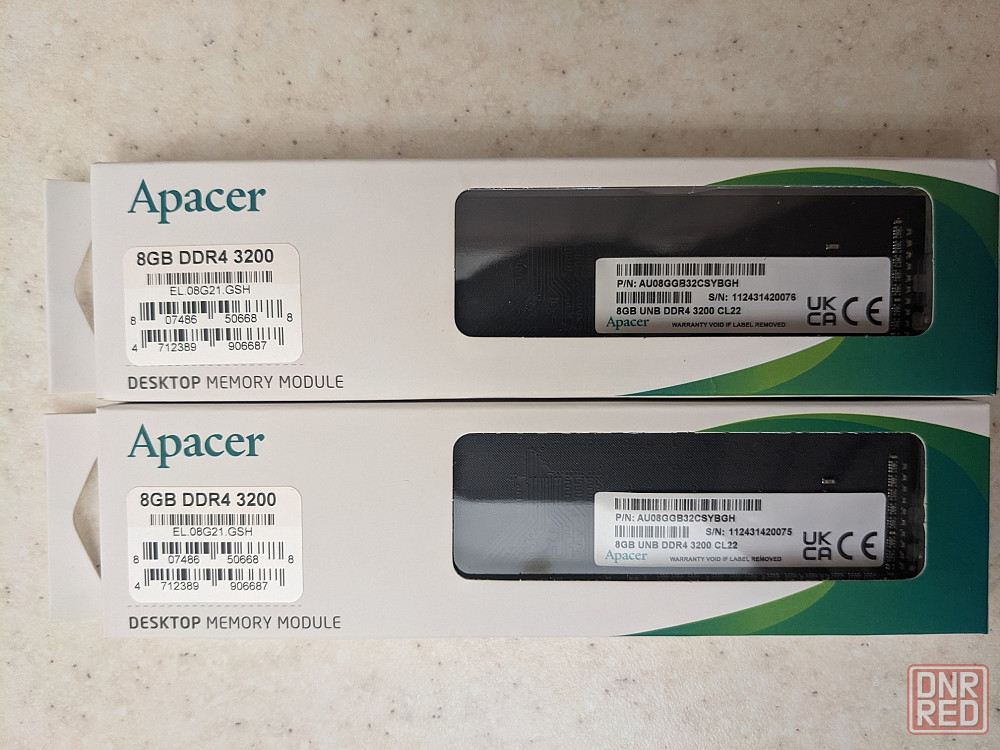 Apacer
8GB DDR4 3200
EL.08G21.GSH
8 07486 50668 8
4 712389 906687
DESKTOP MEMORY MODULE
P/N: AU08GGB32CSYBGH
S/N: 112431420076
8GB UNB DDR4 3200 CL22
Apacer WARRANTY VOID IF LABEL REMOVED
UK
CA
CE
Apacer
8GB DDR4 3200
EL.08G21.GSH
8 07486 50668 8
4 712389 906687
DESKTOP MEMORY MODULE
P/N: AU08GGB32CSYBGH
S/N: 112431420075
8GB UNB DDR4 3200 CL22
Apacer WARRANTY VOID IF LABEL REMOVED
UK
CA
CE
DNR
RED